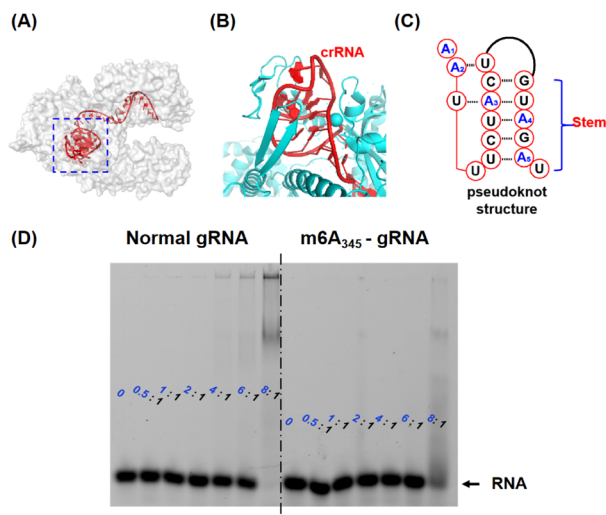 (A)
(B)
crRNA
(C)
A1
A2
U
C
G
U
A3
U
U
A4
C
G
U
A5
U
U
Stem
pseudoknot
structure
(D)
Normal gRNA
m6A345 - gRNA
0
0.5:1
1:1
2:1
4:1
6:1
8:1
0
0.5:1
1:1
2:1
4:1
6:1
8:1
RNA